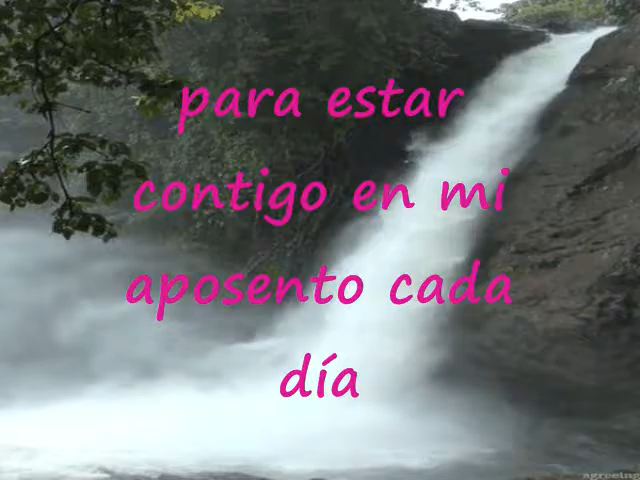 para estar
contigo en mi
aposento cada
día